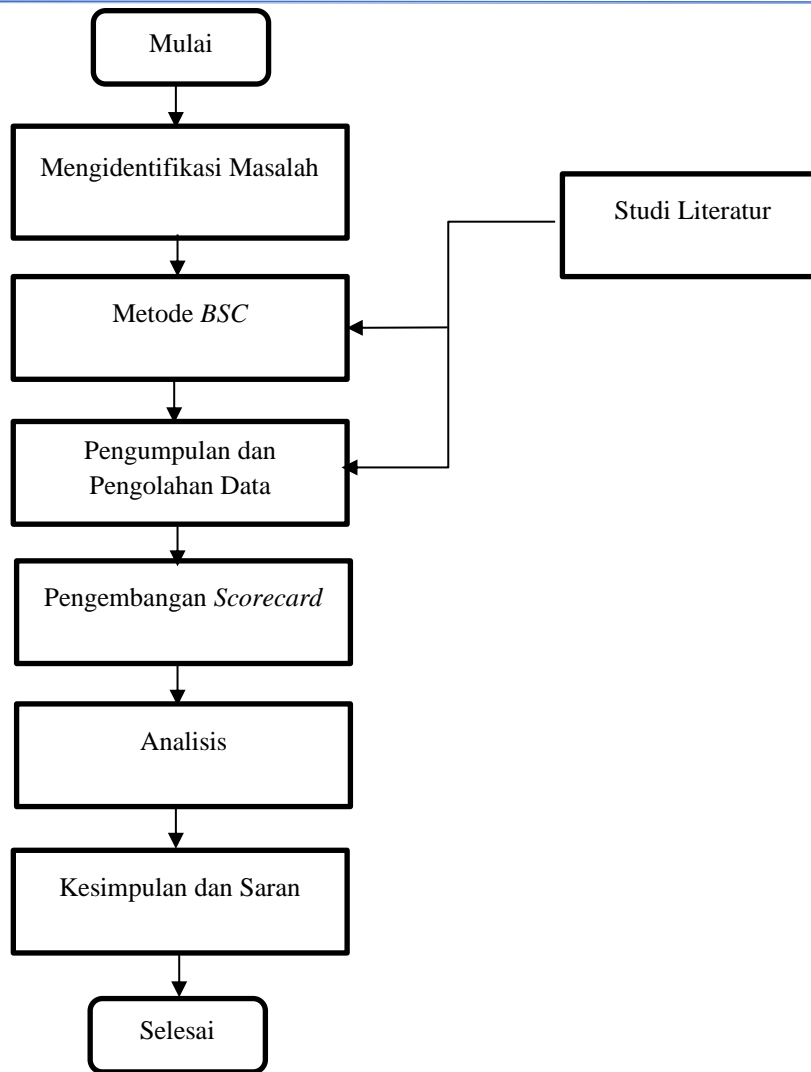 Mulai
Mengidentifikasi Masalah
Studi Literatur
Metode BSC
Pengumpulan dan
Pengolahan Data
Pengembangan Scorecard
Analisis
Kesimpulan dan Saran
Selesai